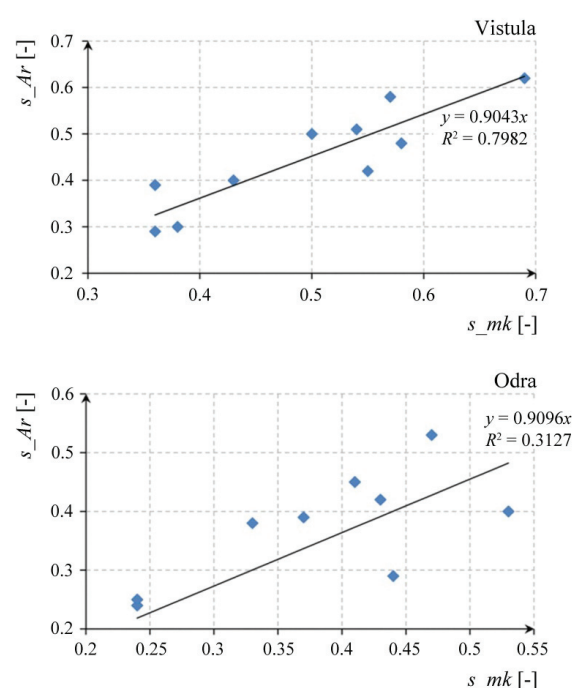 Vistula
s_Ar [-]
0.7
0.6
0.5
0.4
0.3
0.2
y = 0.9043x
R² = 0.7982
0.3 0.4 0.5 0.6 0.7
s_mk [-]
Odra
s_Ar [-]
0.6
0.5
0.4
0.3
0.2
y = 0.9096x
R² = 0.3127
0.2 0.25 0.3 0.35 0.4 0.45 0.5 0.55
s_mk [-]